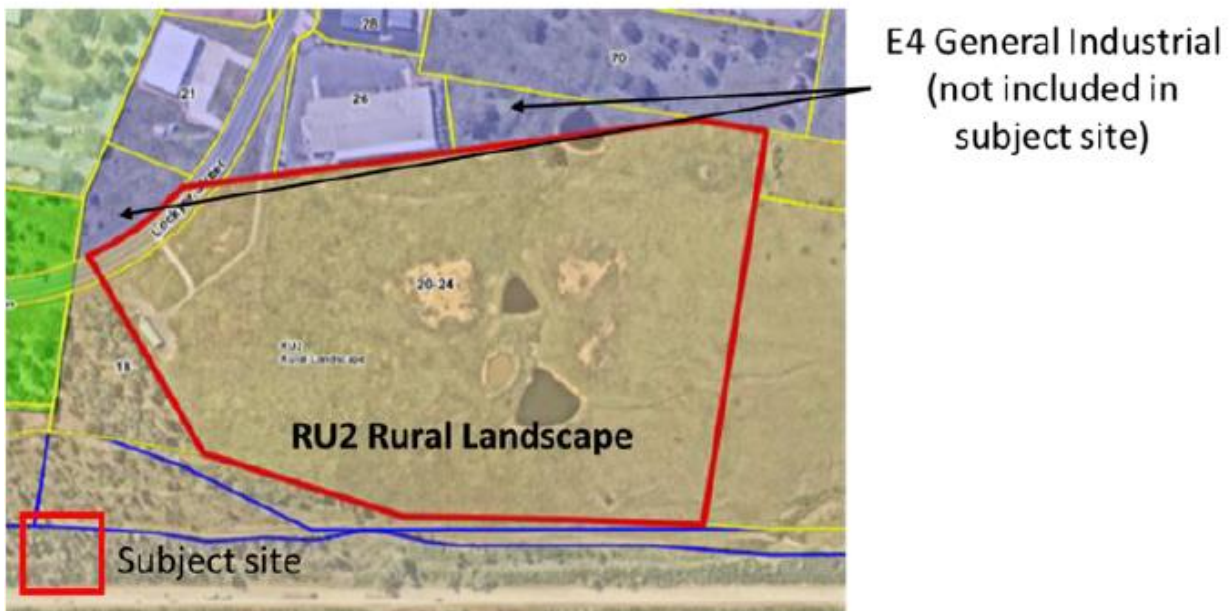 28
70
21
26
E4 General Industrial
(not included in
subject site)
20-24
RU2
Rural Landscape
18
RU2 Rural Landscape
Subject site